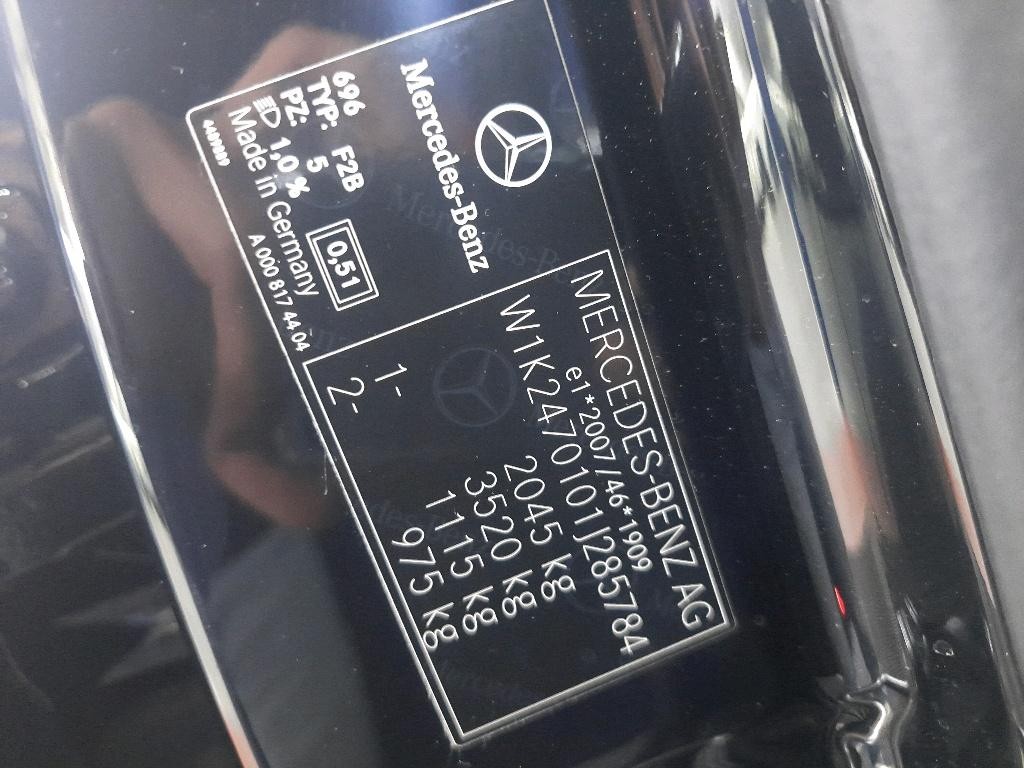 MERCEDES-BENZ AG
e1*2007/46*1909
W1K2470101J285784
2045 kg
3520 kg
1- 1115 kg
2- 975 kg
Mercedes-Benz
696
TYP: F2B
PZ: 5
1,0 %
0,51
Made in Germany
A 000 817 44 04